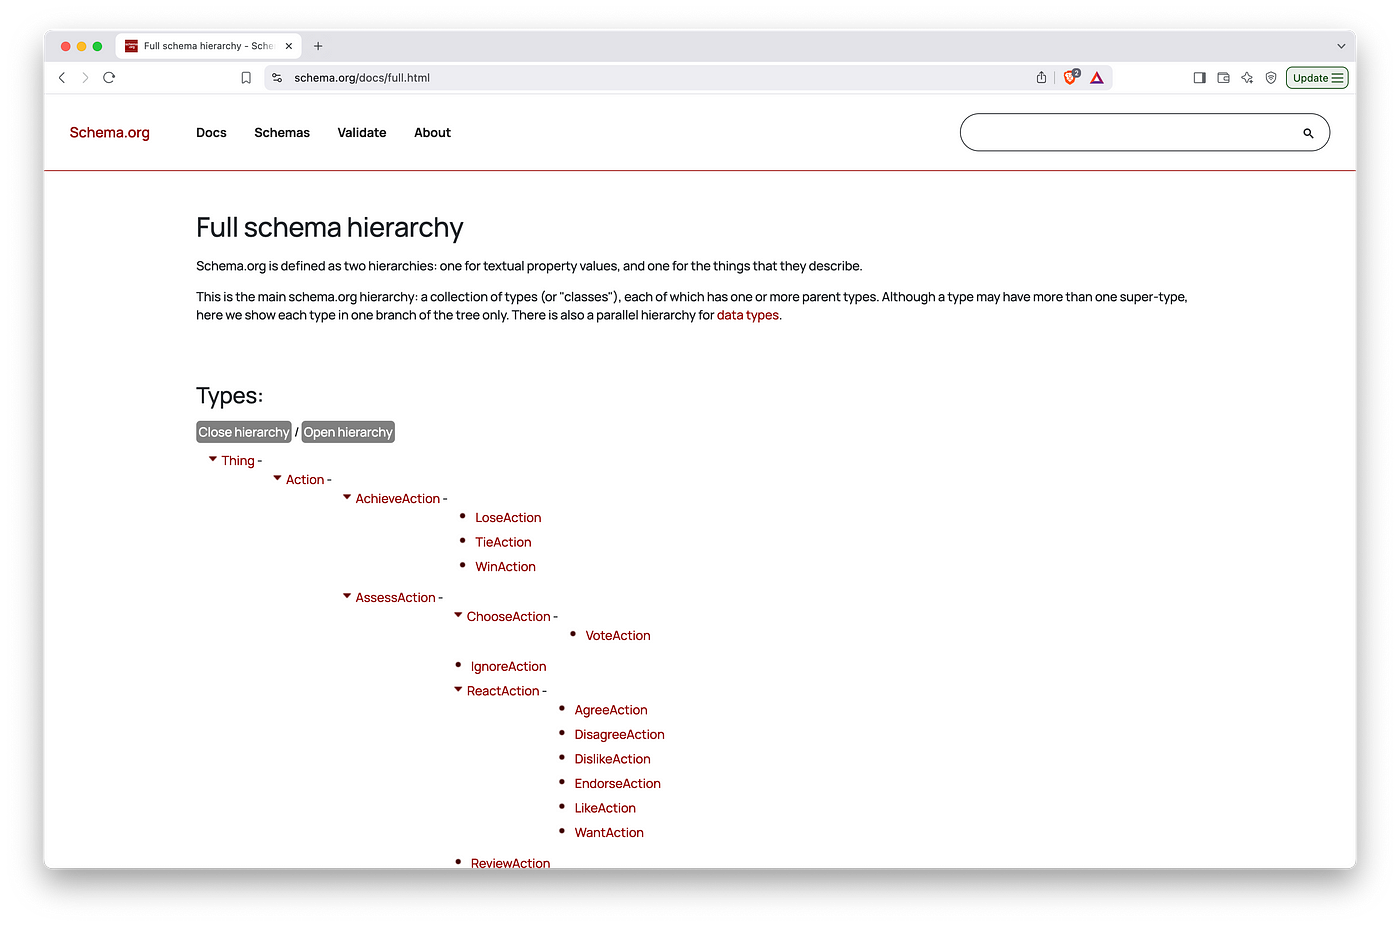 Full schema hierarchy - Sche
schema.org/docs/full.html
2
Update
Schema.org
Docs
Schemas
Validate
About
Full schema hierarchy
Schema.org is defined as two hierarchies: one for textual property values, and one for the things that they describe.
This is the main schema.org hierarchy: a collection of types (or "classes"), each of which has one or more parent types. Although a type may have more than one super-type,
here we show each type in one branch of the tree only. There is also a parallel hierarchy for data types.
Types:
Close hierarchy / Open hierarchy
Thing -
Action -
AchieveAction -
LoseAction
TieAction
WinAction
AssessAction -
ChooseAction -
VoteAction
IgnoreAction
ReactAction -
AgreeAction
DisagreeAction
DislikeAction
EndorseAction
LikeAction
WantAction
ReviewAction